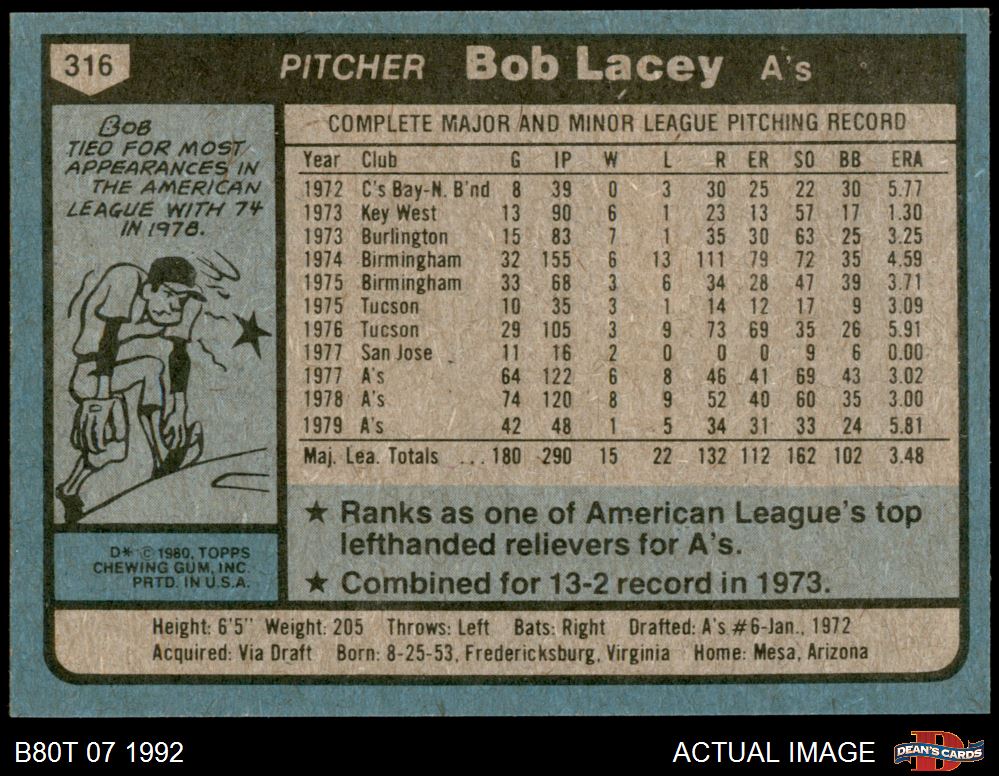 316
PITCHER Bob Lacey A's
BOB
TIED FOR MOST
APPEARANCES IN
THE AMERICAN
LEAGUE WITH 74
IN 1978.
COMPLETE MAJOR AND MINOR LEAGUE PITCHING RECORD
Year Club G IP W L R ER SO BB ERA
1972 C's Bay-N. B'nd 8 39 0 3 30 25 22 30 5.77
1973 Key West 13 90 6 1 23 13 57 17 1.30
1973 Burlington 15 83 7 1 35 30 63 25 3.25
1974 Birmingham 32 155 6 13 111 79 72 35 4.59
1975 Birmingham 33 68 3 6 34 28 47 39 3.71
1975 Tucson 10 35 3 1 14 12 17 9 3.09
1976 Tucson 29 105 3 9 73 69 35 26 5.91
1977 San Jose 11 16 2 0 0 0 9 6 0.00
1977 A's 64 122 6 8 46 41 69 43 3.02
1978 A's 74 120 8 9 52 40 60 35 3.00
1979 A's 42 48 1 5 34 31 33 24 5.81
Maj. Lea. Totals ... 180 290 15 22 132 112 162 102 3.48
★ Ranks as one of American League's top
lefthanded relievers for A's.
★ Combined for 13-2 record in 1973.
D* © 1980, TOPPS
CHEWING GUM, INC.
PRTD. IN U.S.A.
Height: 6'5" Weight: 205 Throws: Left Bats: Right Drafted: A's #6-Jan., 1972
Acquired: Via Draft Born: 8-25-53, Fredericksburg, Virginia Home: Mesa, Arizona
B80T 07 1992
ACTUAL IMAGE
DEAN'S CARDS